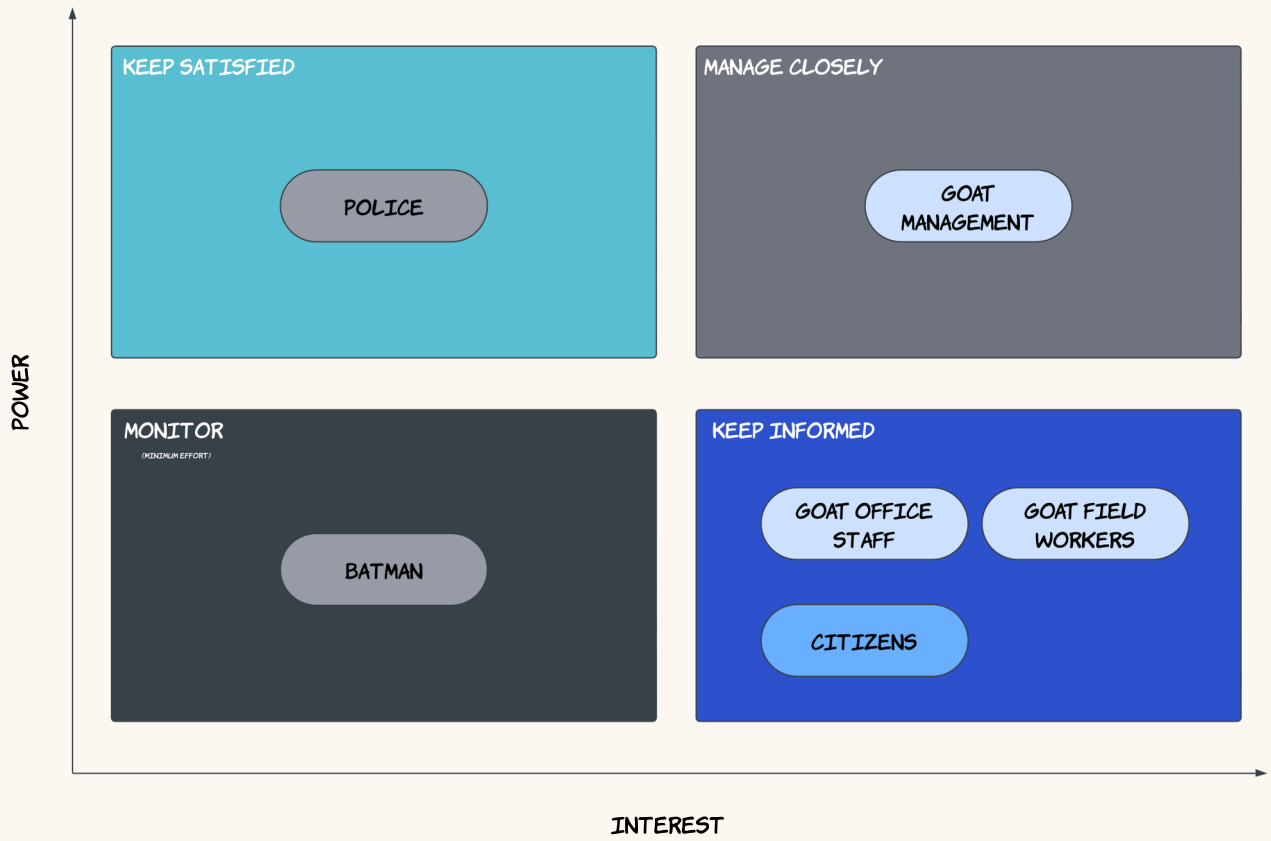 KEEP SATISFIED
MANAGE CLOSELY
POLICE
GOAT
MANAGEMENT
POWER
MONITOR
(MINIMUM EFFORT)
KEEP INFORMED
BATMAN
GOAT OFFICE
STAFF
GOAT FIELD
WORKERS
CITIZENS
INTEREST